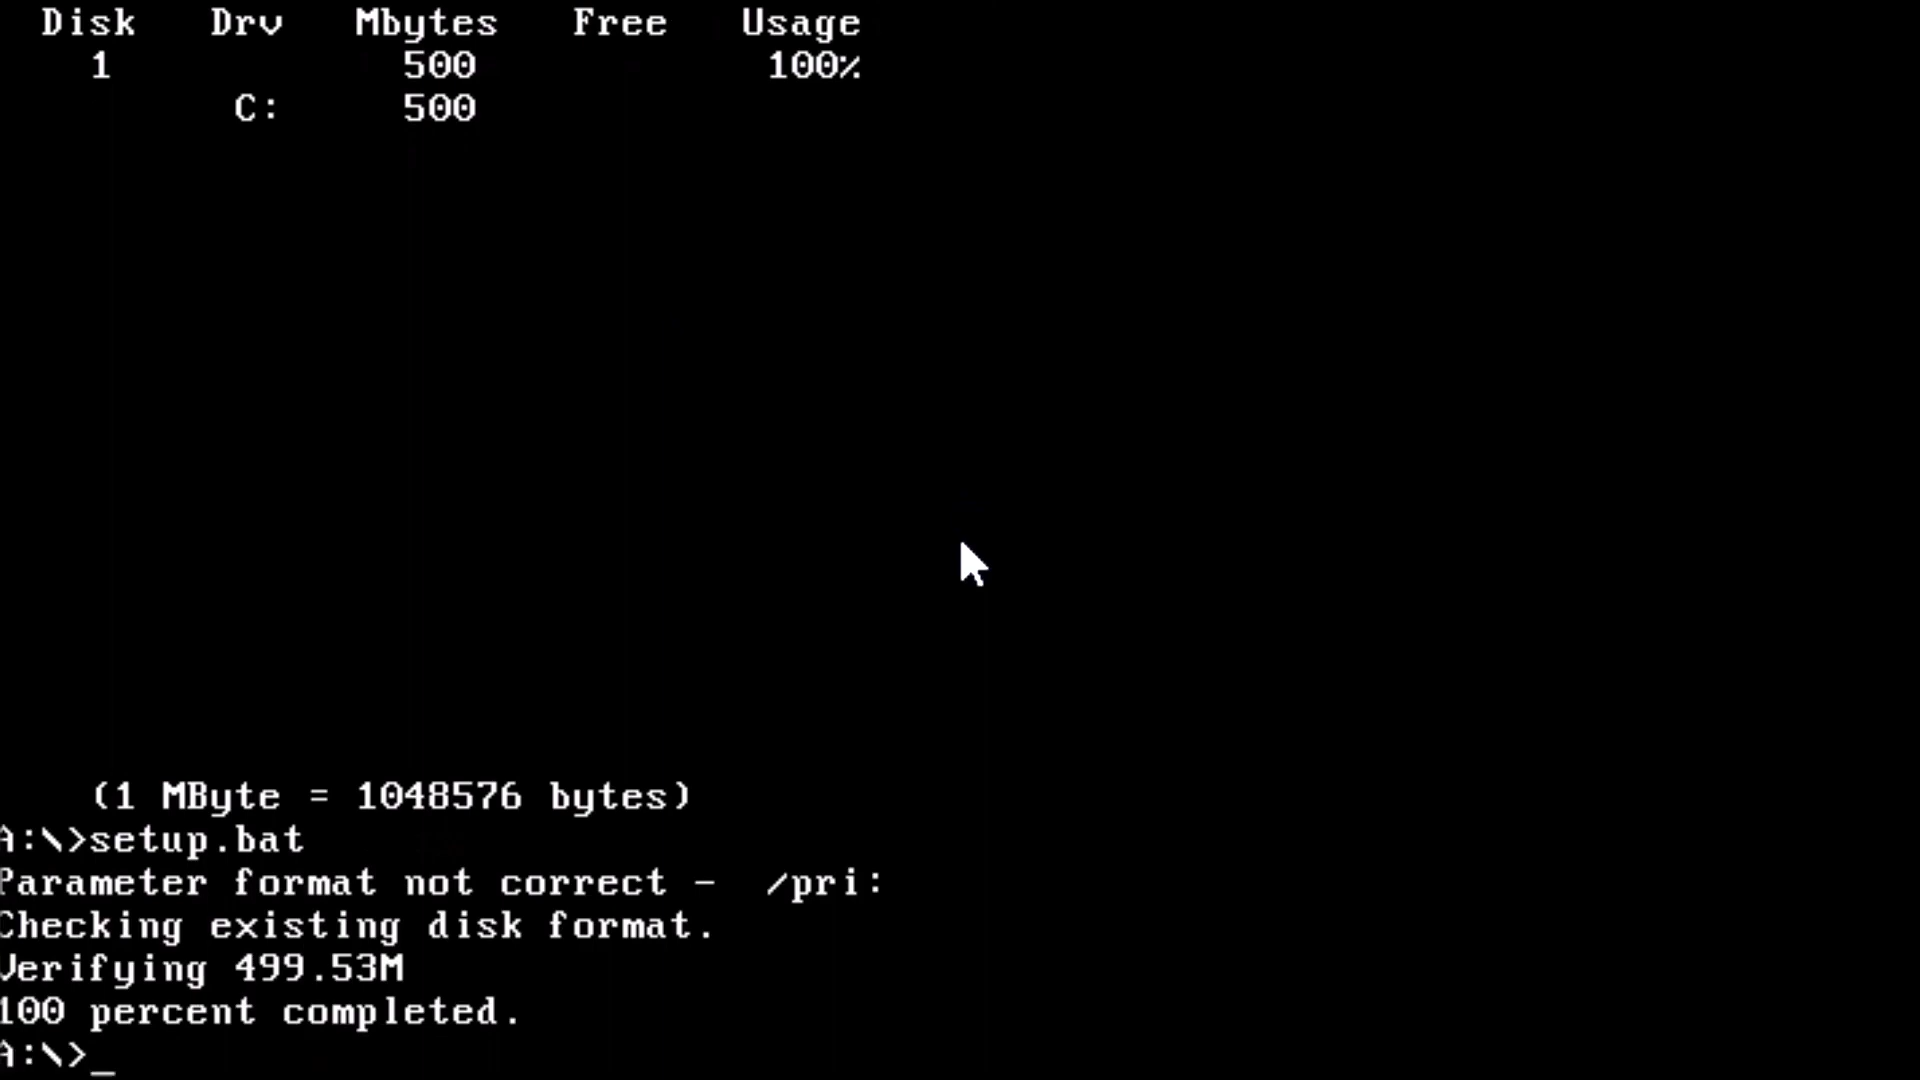 Disk Drv Mbytes Free Usage
1 500 100%
C: 500
(1 MByte = 1048576 bytes)
A:\>setup.bat
Parameter format not correct - /pri:
Checking existing disk format.
Verifying 499.53M
100 percent completed.
A:\>_